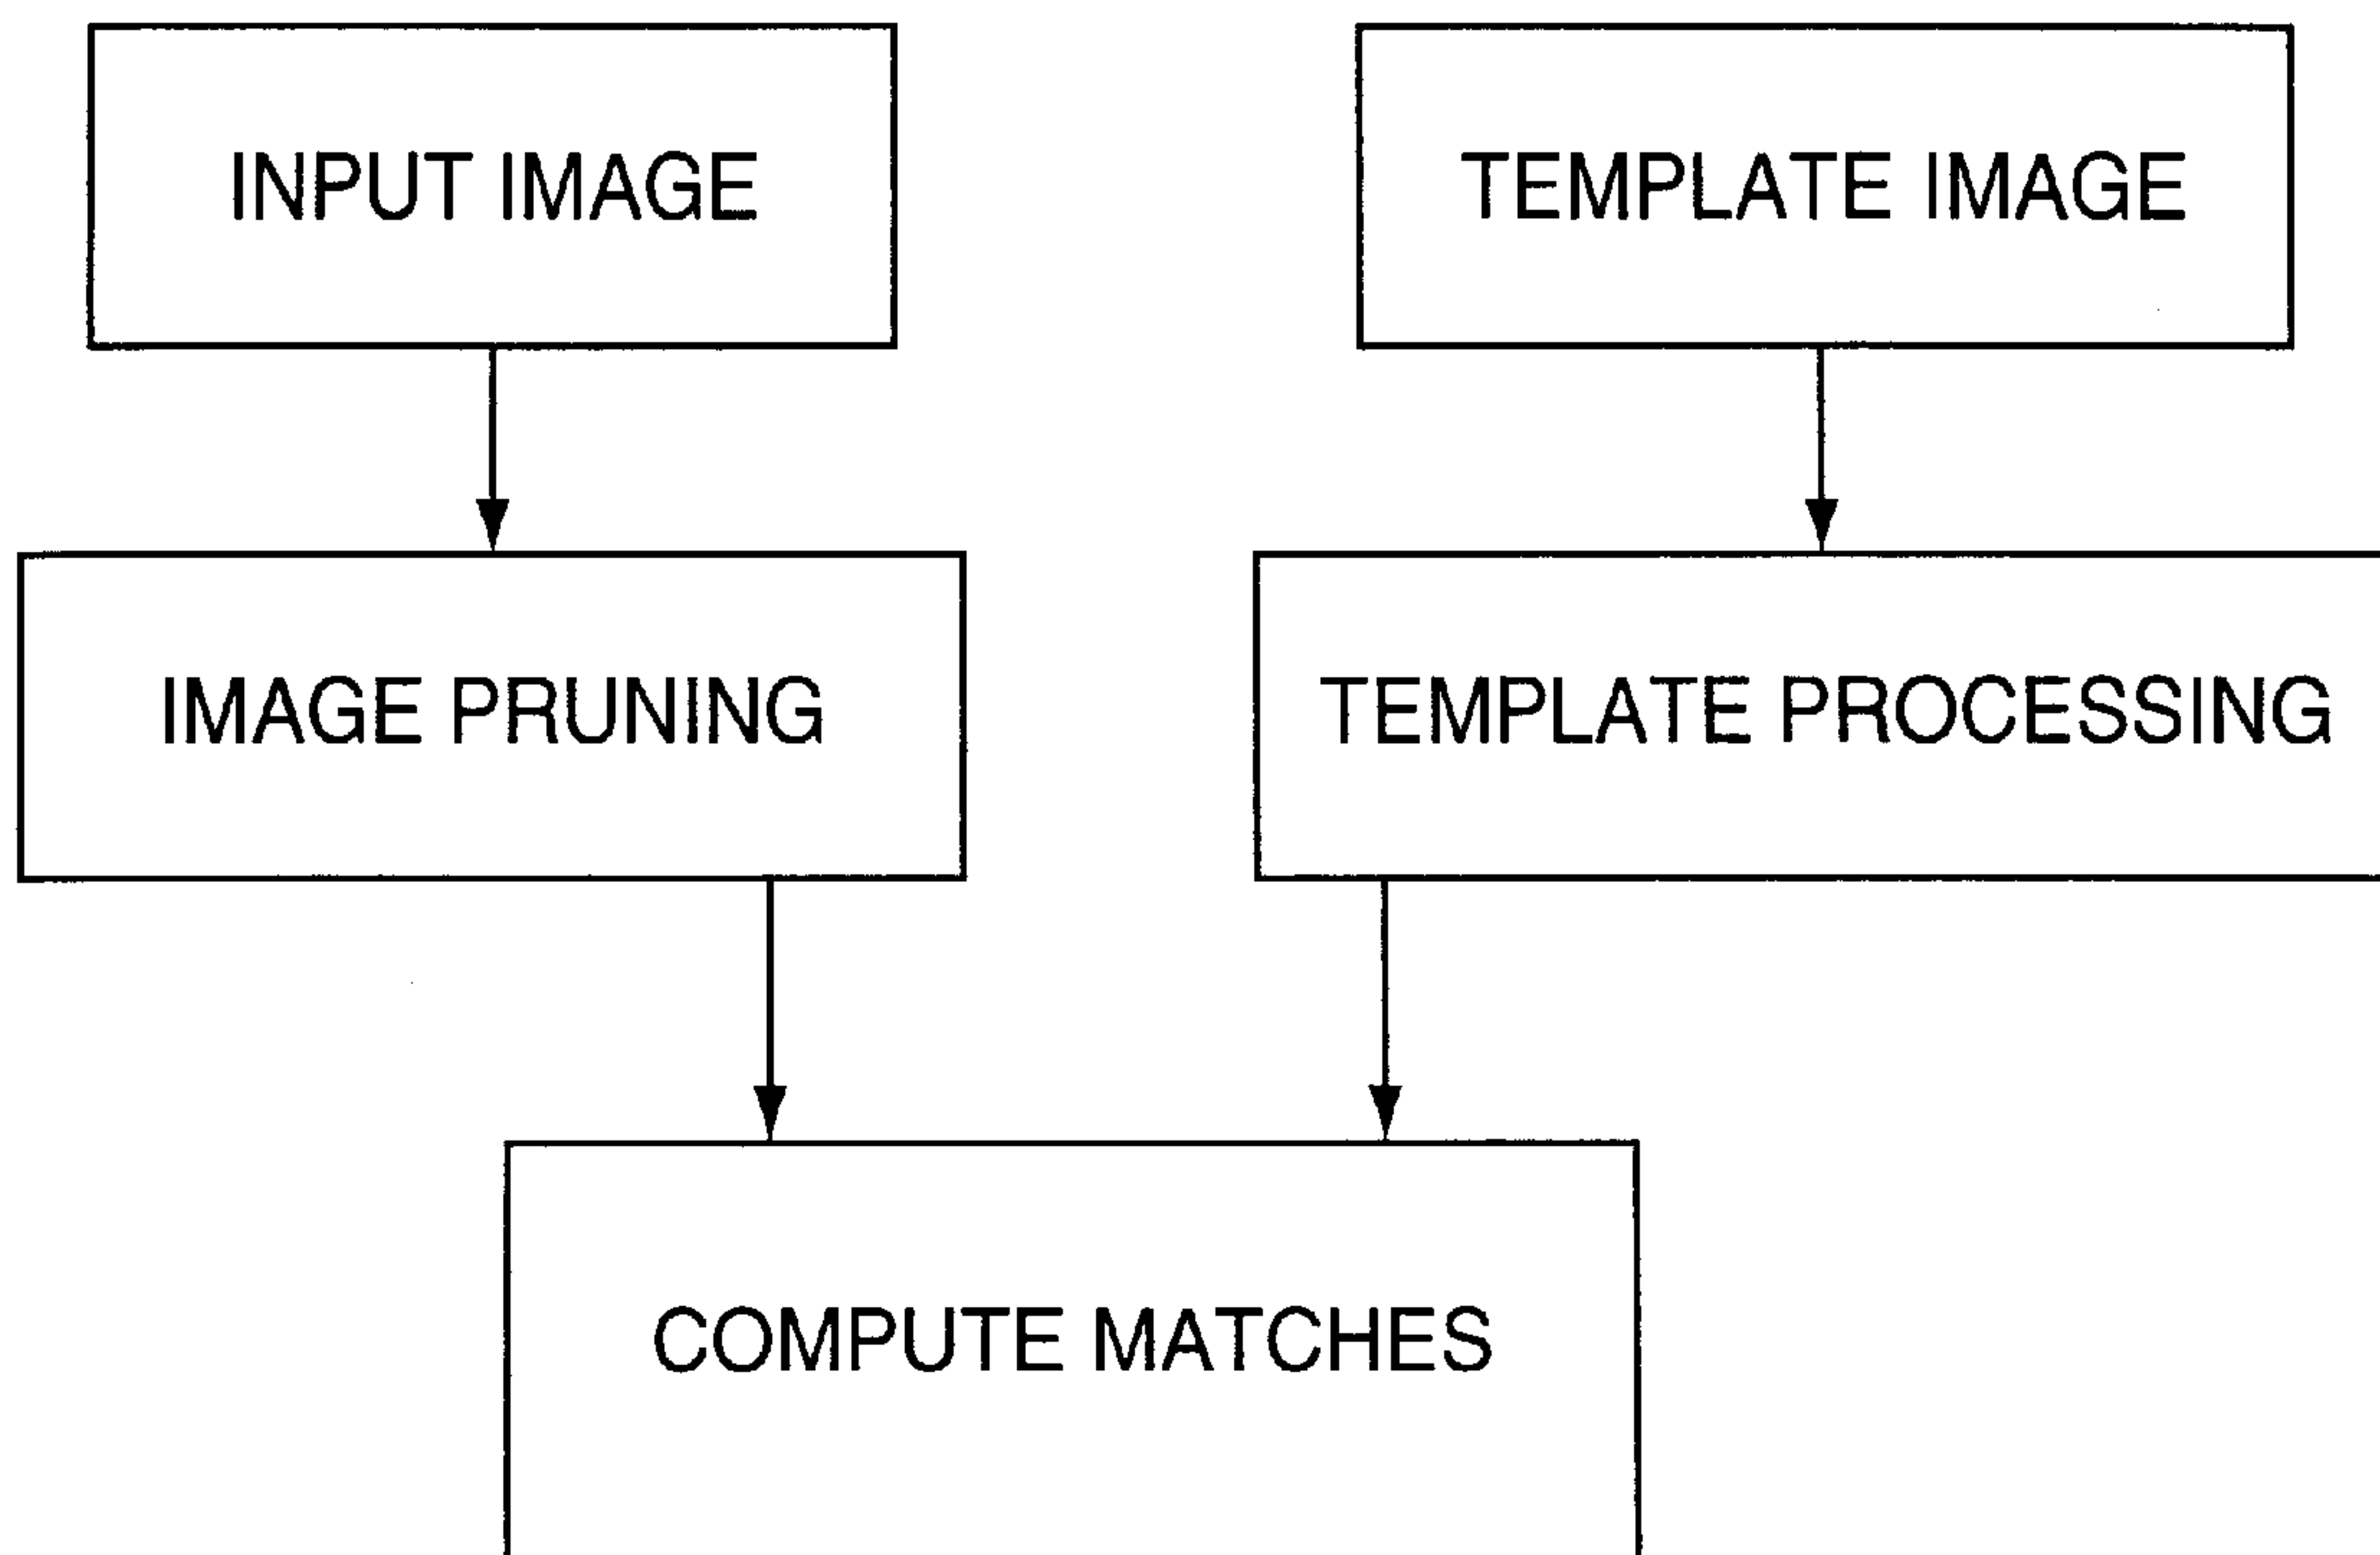 INPUT IMAGE
TEMPLATE IMAGE
IMAGE PRUNING
TEMPLATE PROCESSING
COMPUTE MATCHES